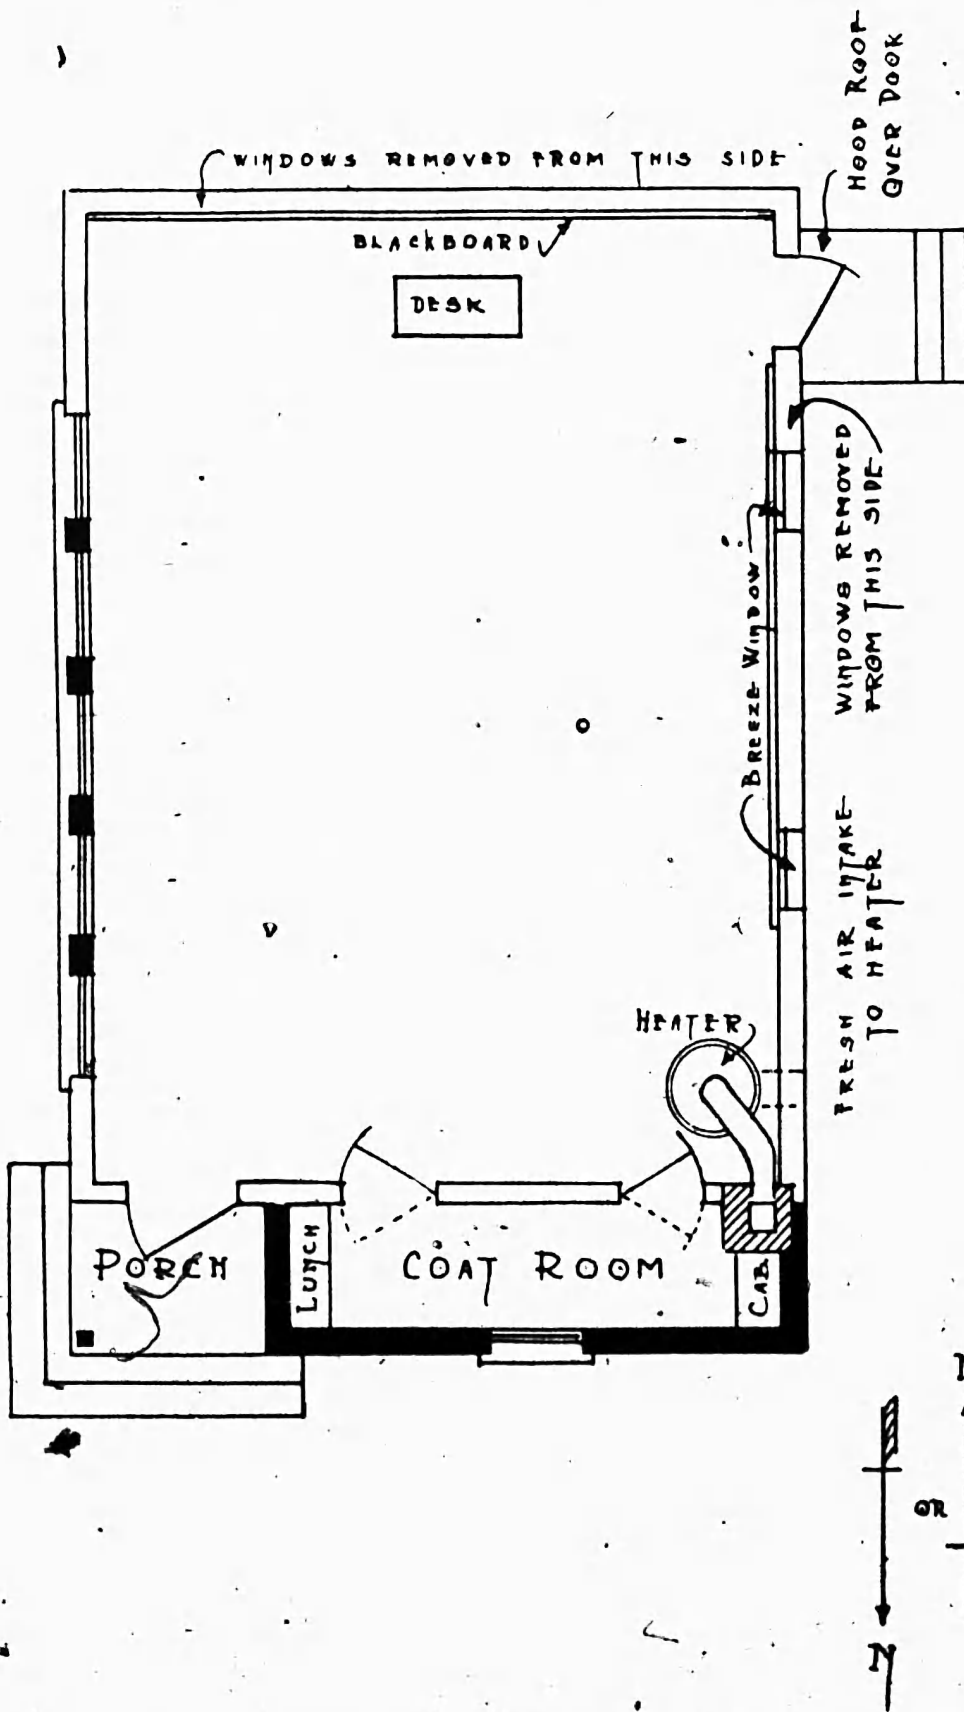 HOOD ROOF
OVER DOOR
WINDOWS REMOVED FROM THIS SIDE
BLACKBOARD
DESK
WINDOWS REMOVED
FROM THIS SIDE
BREEZE WINDOW
FRESH AIR INTAKE
TO HEATER
HEATER
PORCH
LUNCH
COAT ROOM
CAB
OR
N